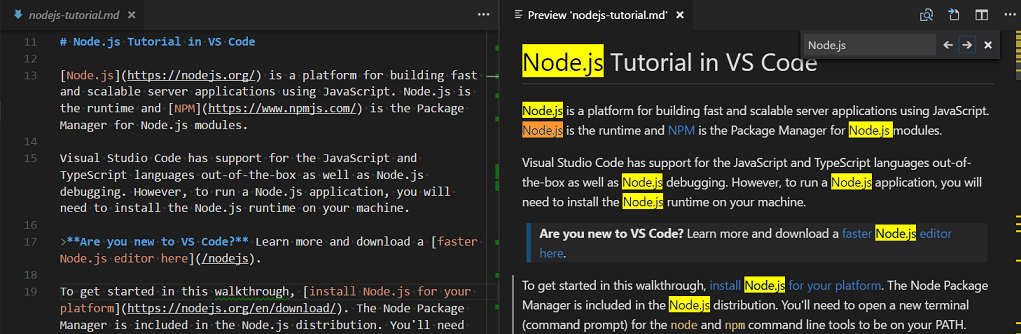 nodejs-tutorial.md
11 # Node.js Tutorial in VS Code
12
13 [Node.js](https://nodejs.org/) is a platform for building fast
and scalable server applications using JavaScript. Node.js is
the runtime and [NPM](https://www.npmjs.com/) is the Package
Manager for Node.js modules.
14
15 Visual Studio Code has support for the JavaScript and
TypeScript languages out-of-the-box as well as Node.js
debugging. However, to run a Node.js application, you will
need to install the Node.js runtime on your machine.
16
17 >**Are you new to VS Code?** Learn more and download a [faster
Node.js editor here](/nodejs).
18
19 To get started in this walkthrough, [install Node.js for your
platform](https://nodejs.org/en/download/). The Node Package
Manager is included in the Node.js distribution. You'll need
Preview 'nodejs-tutorial.md'
Node.js
Node.js Tutorial in VS Code
Node.js is a platform for building fast and scalable server applications using JavaScript.
Node.js is the runtime and NPM is the Package Manager for Node.js modules.
Visual Studio Code has support for the JavaScript and TypeScript languages out-of-
the-box as well as Node.js debugging. However, to run a Node.js application, you will
need to install the Node.js runtime on your machine.
Are you new to VS Code? Learn more and download a faster Node.js editor
here.
To get started in this walkthrough, install Node.js for your platform. The Node Package
Manager is included in the Node.js distribution. You'll need to open a new terminal
(command prompt) for the node and npm command line tools to be on your PATH.